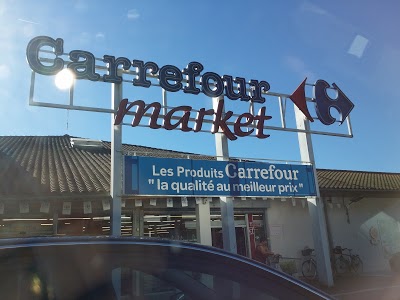 Carrefour
market
Les Produits Carrefour
" la qualité au meilleur prix "